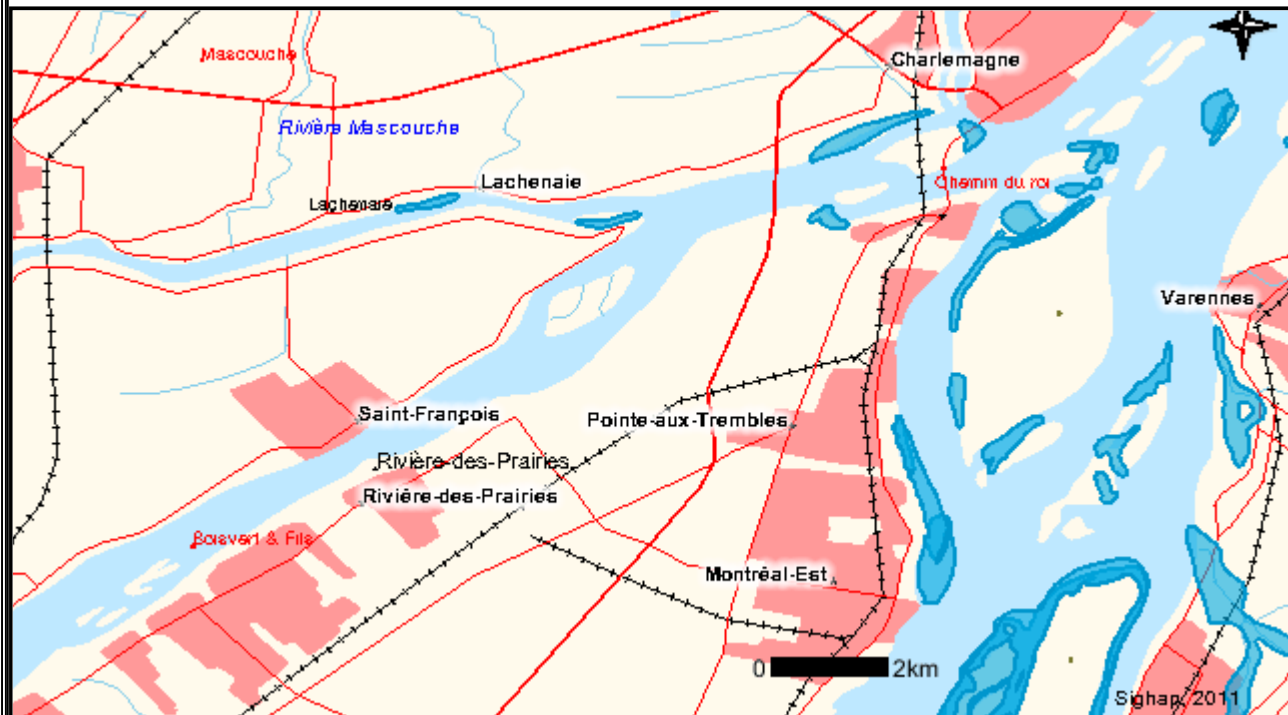 Mascouche
Charlemagne
Rivière Mascouche
Lachenaie
Chemin du roi
Lachenaie
Varennes
Saint-François
Pointe-aux-Trembles
Rivière-des-Prairies
Rivière-des-Prairies
Boisvert & Fils
Montréal-Est
0 2km
Sighap, 2011